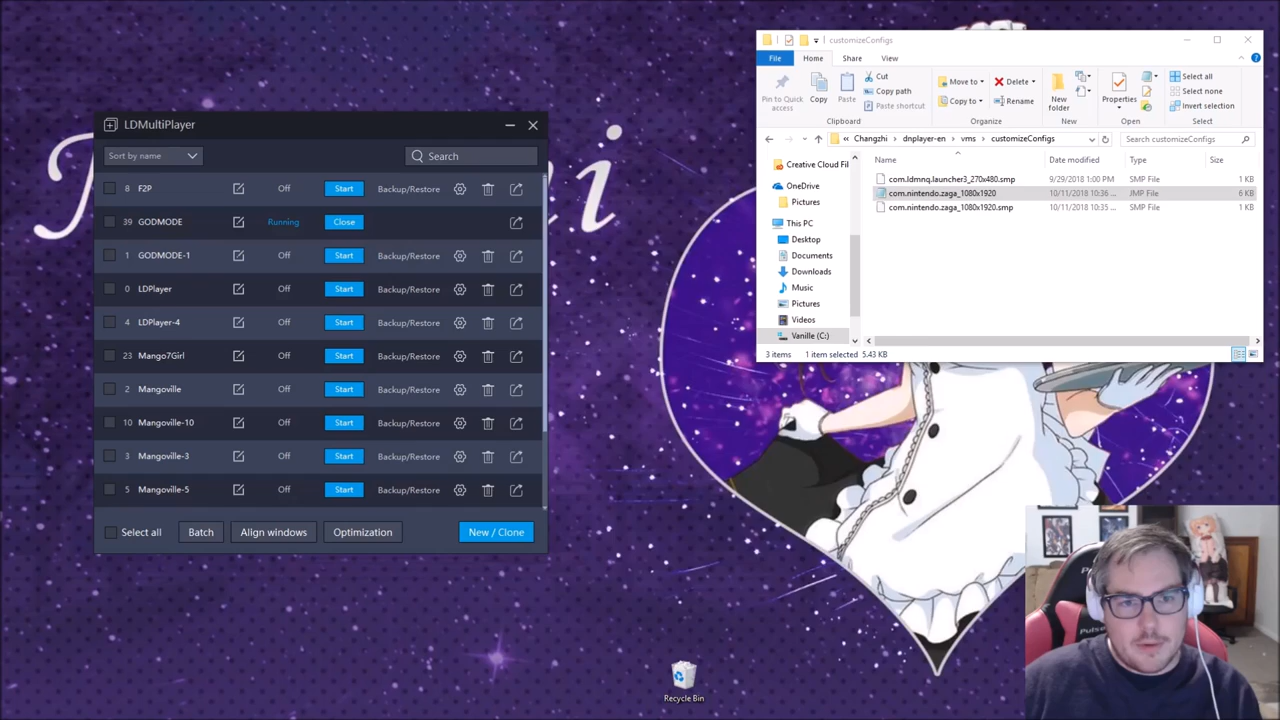 LDMultiPlayer
Sort by name
Search
8 F2P Off Start Backup/Restore
39 GODMODE Running Close
1 GODMODE-1 Off Start Backup/Restore
LDPlayer Off Start Backup/Restore
4 LDPlayer-4 Off Start Backup/Restore
Off Start Backup/Restore
2 Mangoville Off Start Backup/Restore
10 Mangoville-10 Off Start Backup/Restore
3 Mangoville-3 Off Start Backup/Restore
5 Mangoville-5 Off Start Backup/Restore
Select all Batch Align windows Optimization New / Clone
customizeConfigs
File Home Share View
Pin to Quick access
Copy
Paste
Cut
Copy path
Paste shortcut
Clipboard
Move to
Copy to
Delete
Rename
Organize
New folder
New
Properties
Open
Select all
Select none
Invert selection
Select
« Changzhi › dnplayer-en › vms › customizeConfigs
Search customizeConfigs
Name Date modified Type Size
com.ldmnq.launcher3_270x480.smp 9/29/2018 1:00 PM SMP File 1 KB
com.nintendo.zaga_1080x1920 10/11/2018 10:36 ... JMP File 6 KB
com.nintendo.zaga_1080x1920.smp 10/11/2018 10:35 ... SMP File 1 KB
Creative Cloud Fil
OneDrive
Pictures
This PC
Desktop
Documents
Downloads
Music
Pictures
Videos
Vanille (C:)
3 items 1 item selected 5.43 KB
Pulse
Recycle Bin